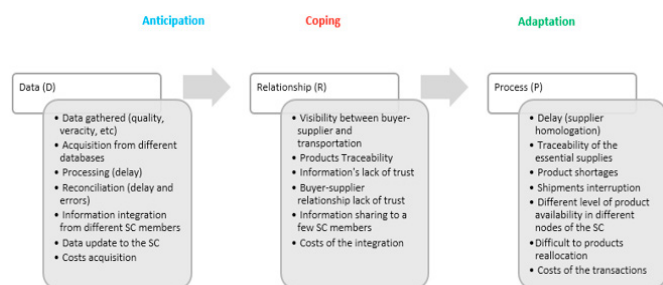 Anticipation
Coping
Adaptation
Data (D)
• Data gathered (quality,
veracity, etc)
• Acquisition from different
databases
• Processing (delay)
• Reconciliation (delay and
errors)
• Information integration
from different SC members
• Data update to the SC
• Costs acquisition
Relationship (R)
• Visibility between buyer-
supplier and
transportation
• Products Traceability
• Information's lack of trust
• Buyer-supplier
relationship lack of trust
• Information sharing to a
few SC members
• Costs of the integration
Process (P)
• Delay (supplier
homologation)
• Traceability of the
essential supplies
• Product shortages
• Shipments interruption
• Different level of product
availability in different
nodes of the SC
•Difficult to products
reallocation
• Costs of the transactions